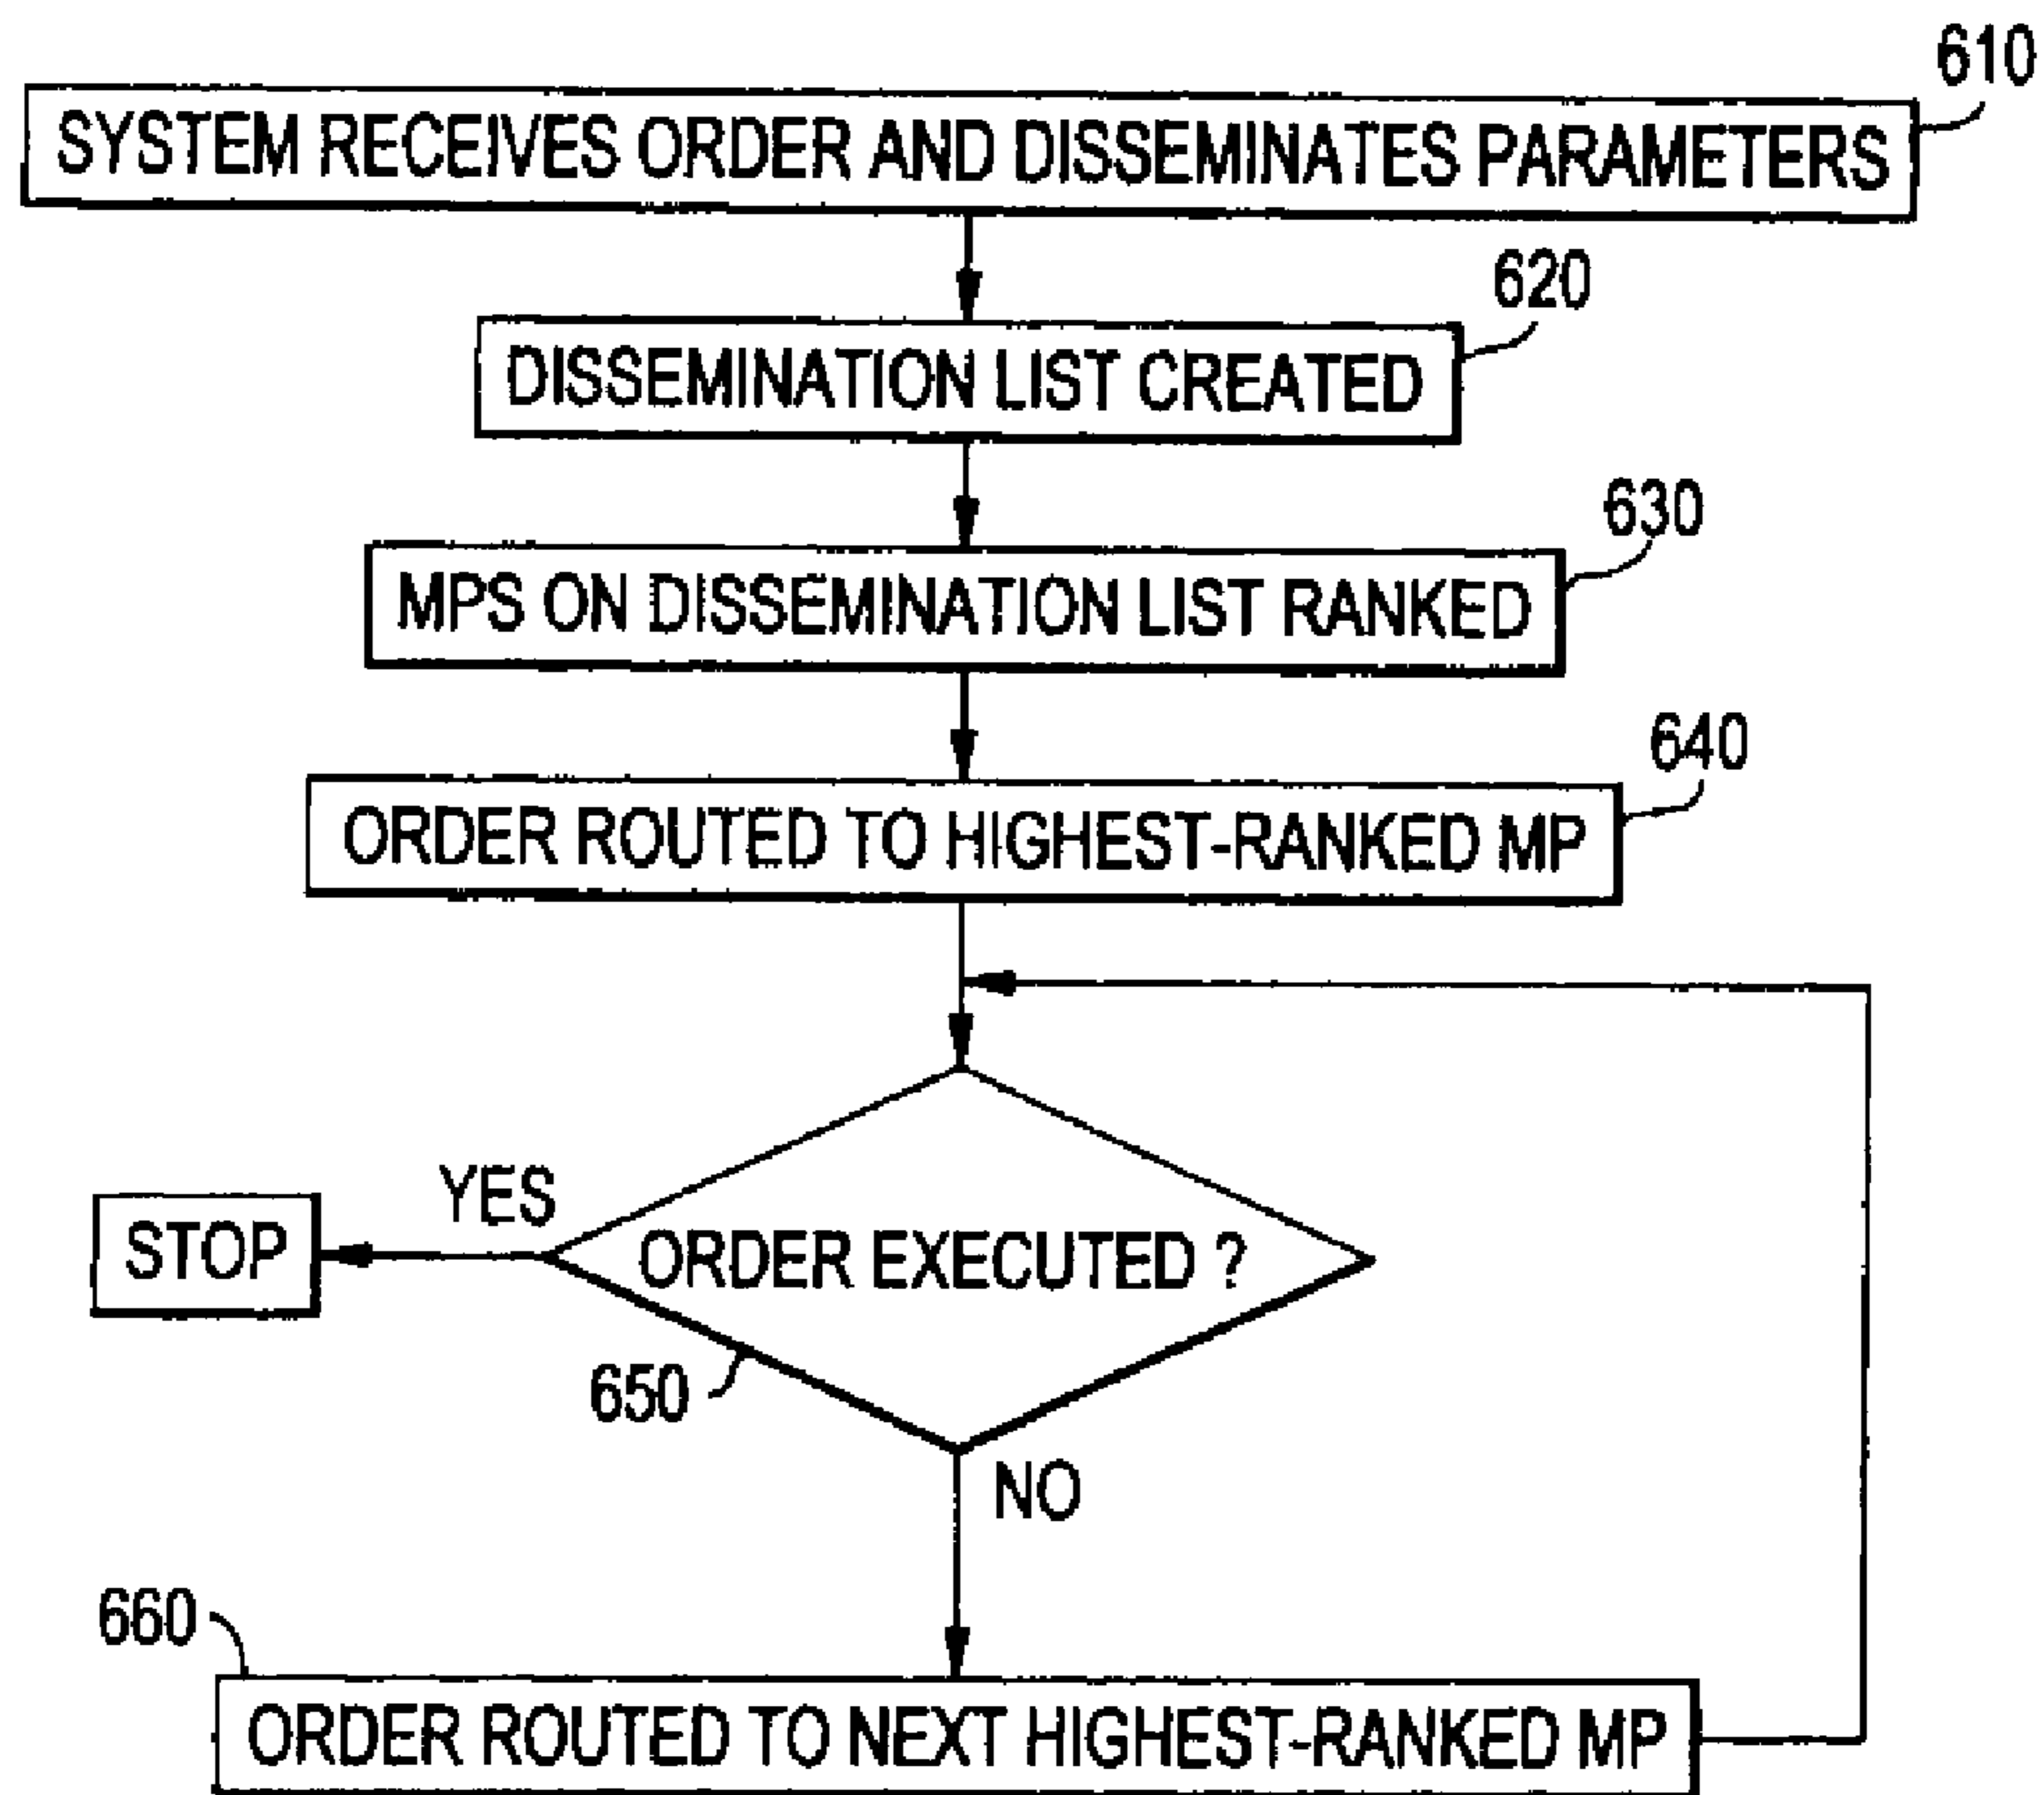 610
SYSTEM RECEIVES ORDER AND DISSEMINATES PARAMETERS
620
DISSEMINATION LIST CREATED
630
MPS ON DISSEMINATION LIST RANKED
640
ORDER ROUTED TO HIGHEST-RANKED MP
YES
STOP
ORDER EXECUTED ?
650
NO
660
ORDER ROUTED TO NEXT HIGHEST-RANKED MP